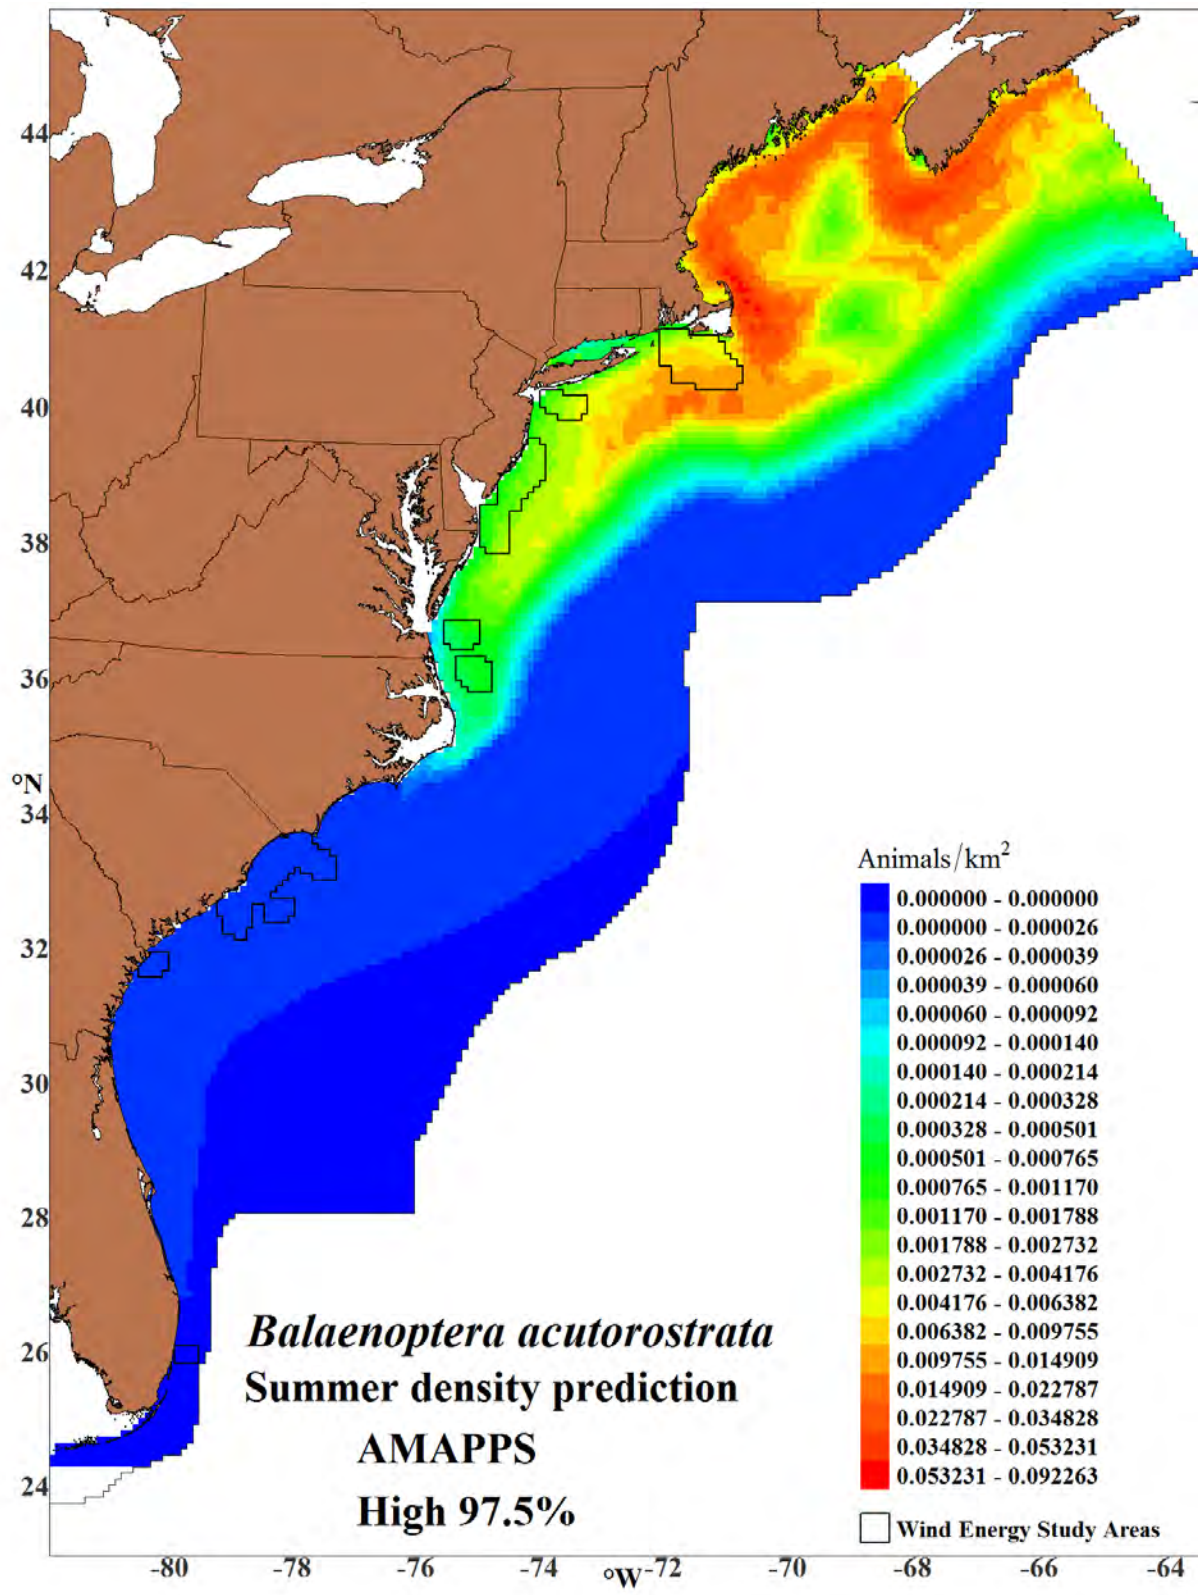 44
42
40
38
36
°N
34
32
30
28
26
24
Animals/km²
0.000000 - 0.000000
0.000000 - 0.000026
0.000026 - 0.000039
0.000039 - 0.000060
0.000060 - 0.000092
0.000092 - 0.000140
0.000140 - 0.000214
0.000214 - 0.000328
0.000328 - 0.000501
0.000501 - 0.000765
0.000765 - 0.001170
0.001170 - 0.001788
0.001788 - 0.002732
0.002732 - 0.004176
0.004176 - 0.006382
0.006382 - 0.009755
0.009755 - 0.014909
0.014909 - 0.022787
0.022787 - 0.034828
0.034828 - 0.053231
0.053231 - 0.092263
Wind Energy Study Areas
Balaenoptera acutorostrata
Summer density prediction
AMAPPS
High 97.5%
-80 -78 -76 -74 °W -72 -70 -68 -66 -64